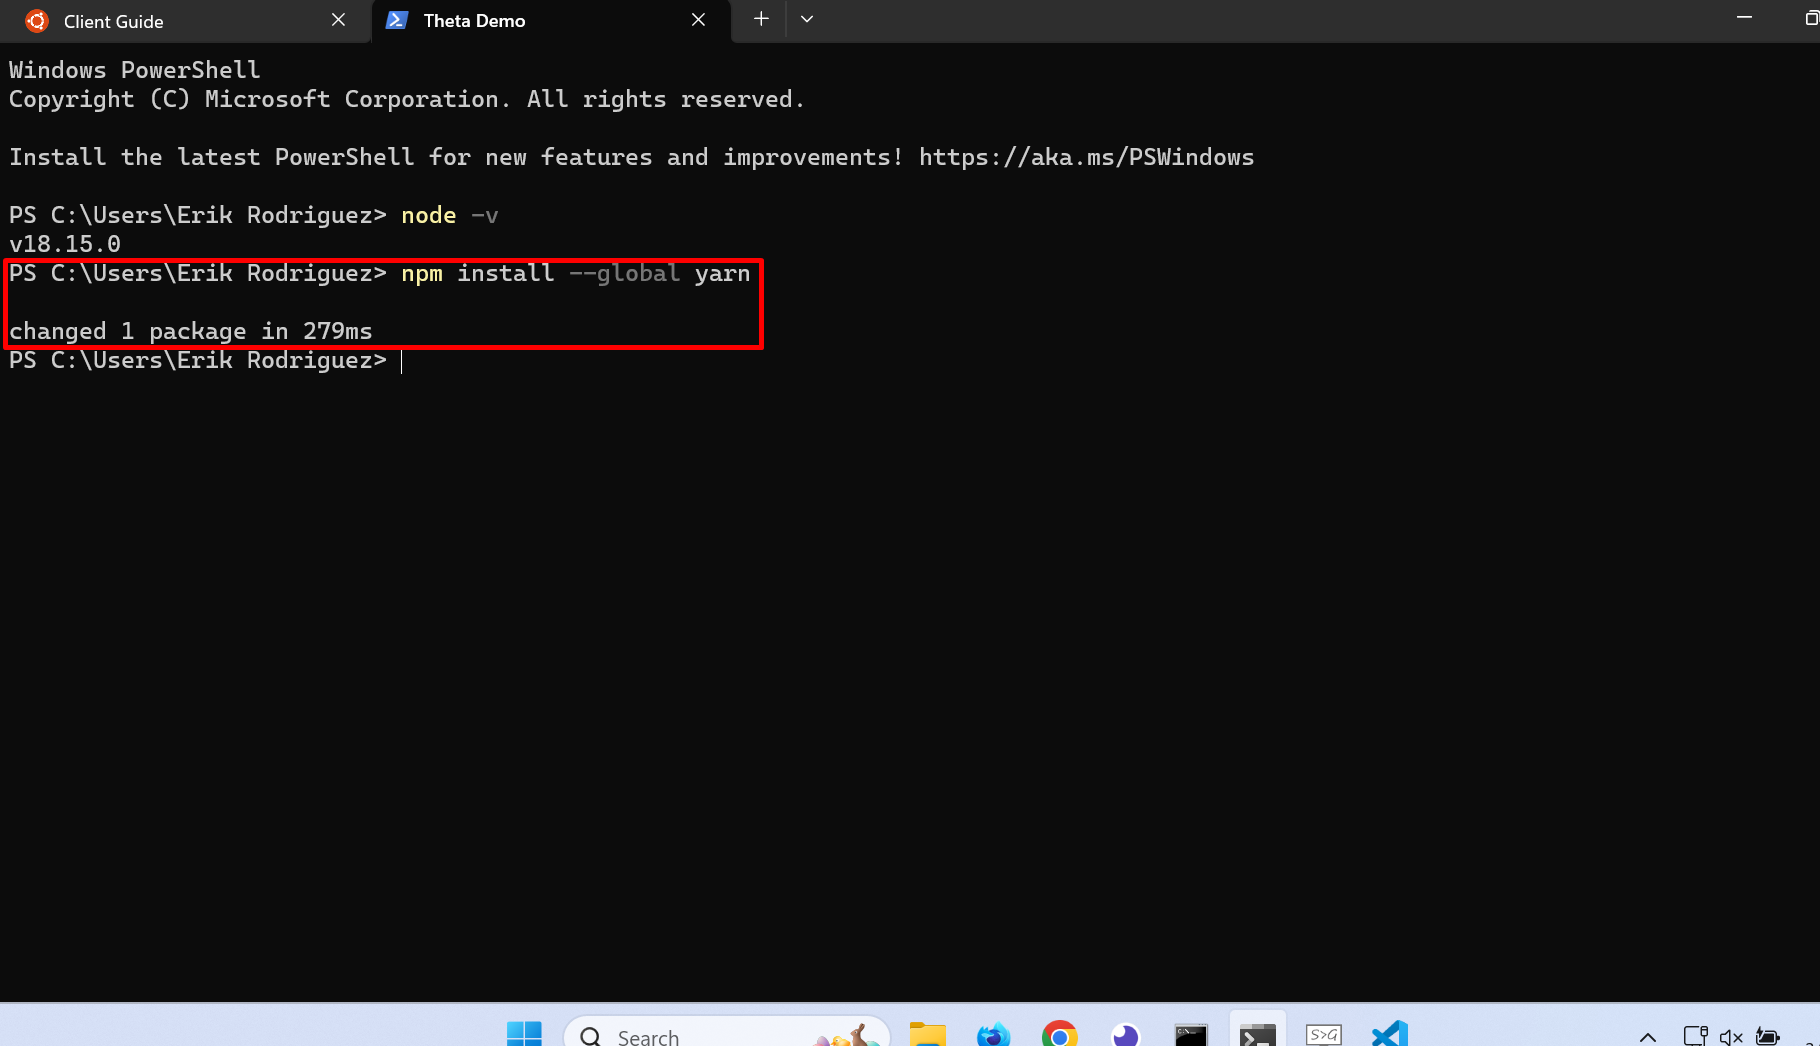 Client Guide
Theta Demo
Windows PowerShell
Copyright (C) Microsoft Corporation. All rights reserved.
Install the latest PowerShell for new features and improvements! https://aka.ms/PSWindows
PS C:\Users\Erik Rodriguez> node -v
v18.15.0
PS C:\Users\Erik Rodriguez> npm install --global yarn
changed 1 package in 279ms
PS C:\Users\Erik Rodriguez>
Search
S>G